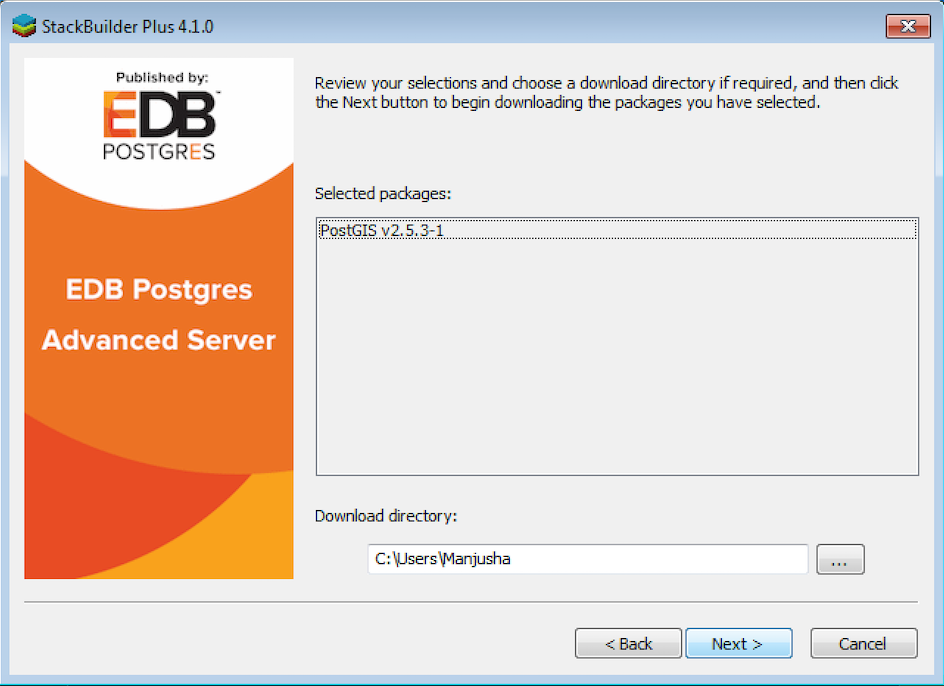 StackBuilder Plus 4.1.0
Published by:
EDB™
POSTGRES
EDB Postgres
Advanced Server
Review your selections and choose a download directory if required, and then click
the Next button to begin downloading the packages you have selected.
Selected packages:
PostGIS v2.5.3-1
Download directory:
C:\Users\Manjusha
...
< Back
Next >
Cancel